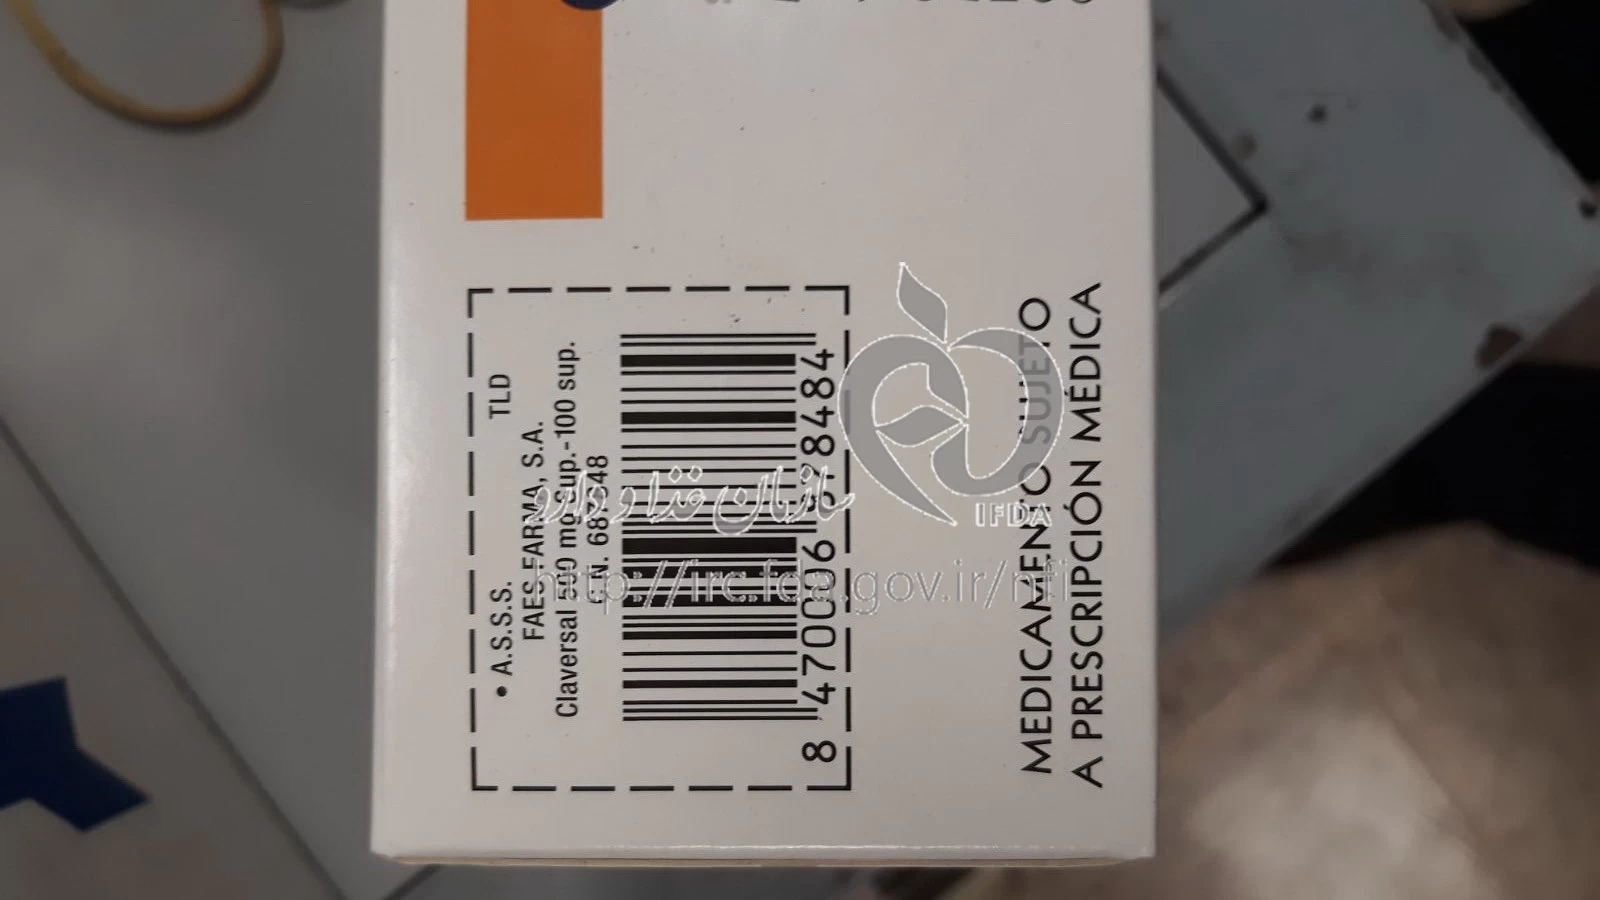 • A.S.S.S. TLD
FAES FARMA, S.A.
Claversal 500 mg Sup.-100 sup.
C.N. 687848
8 470006 878484
MEDICAMENTO SUJETO
A PRESCRIPCIÓN MÉDICA
IFDA
سازمان غذا و دارو
http://irc.fda.gov.ir/nfi